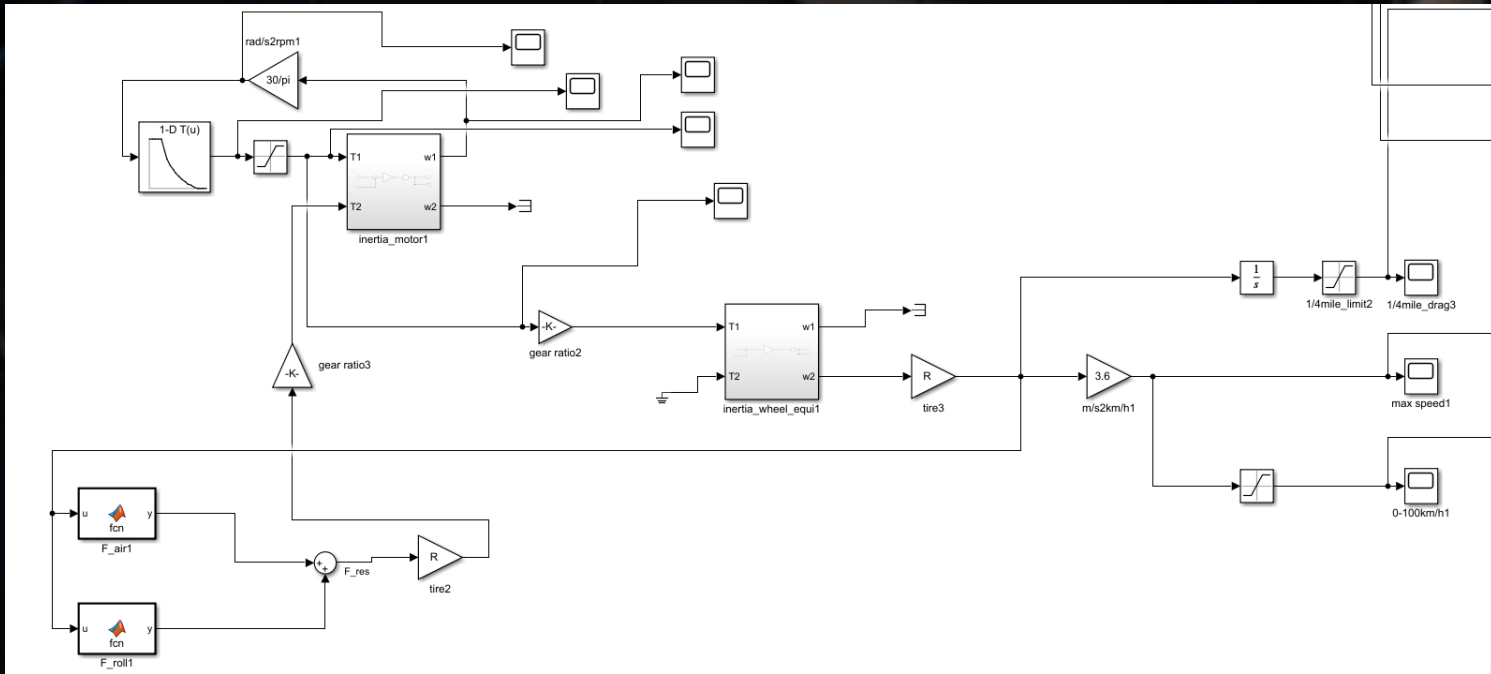 rad/s2rpm1
30/pi
1-D T(u)
T1
w1
T2
w2
inertia_motor1
gear ratio3
-K-
-K-
gear ratio2
T1
w1
T2
w2
inertia_wheel_equi1
R
tire3
1
s
1/4mile_limit2
1/4mile_drag3
3.6
m/s2km/h1
max speed1
0-100km/h1
u
fcn
y
F_air1
+
+
F_res
R
tire2
u
fcn
y
F_roll1